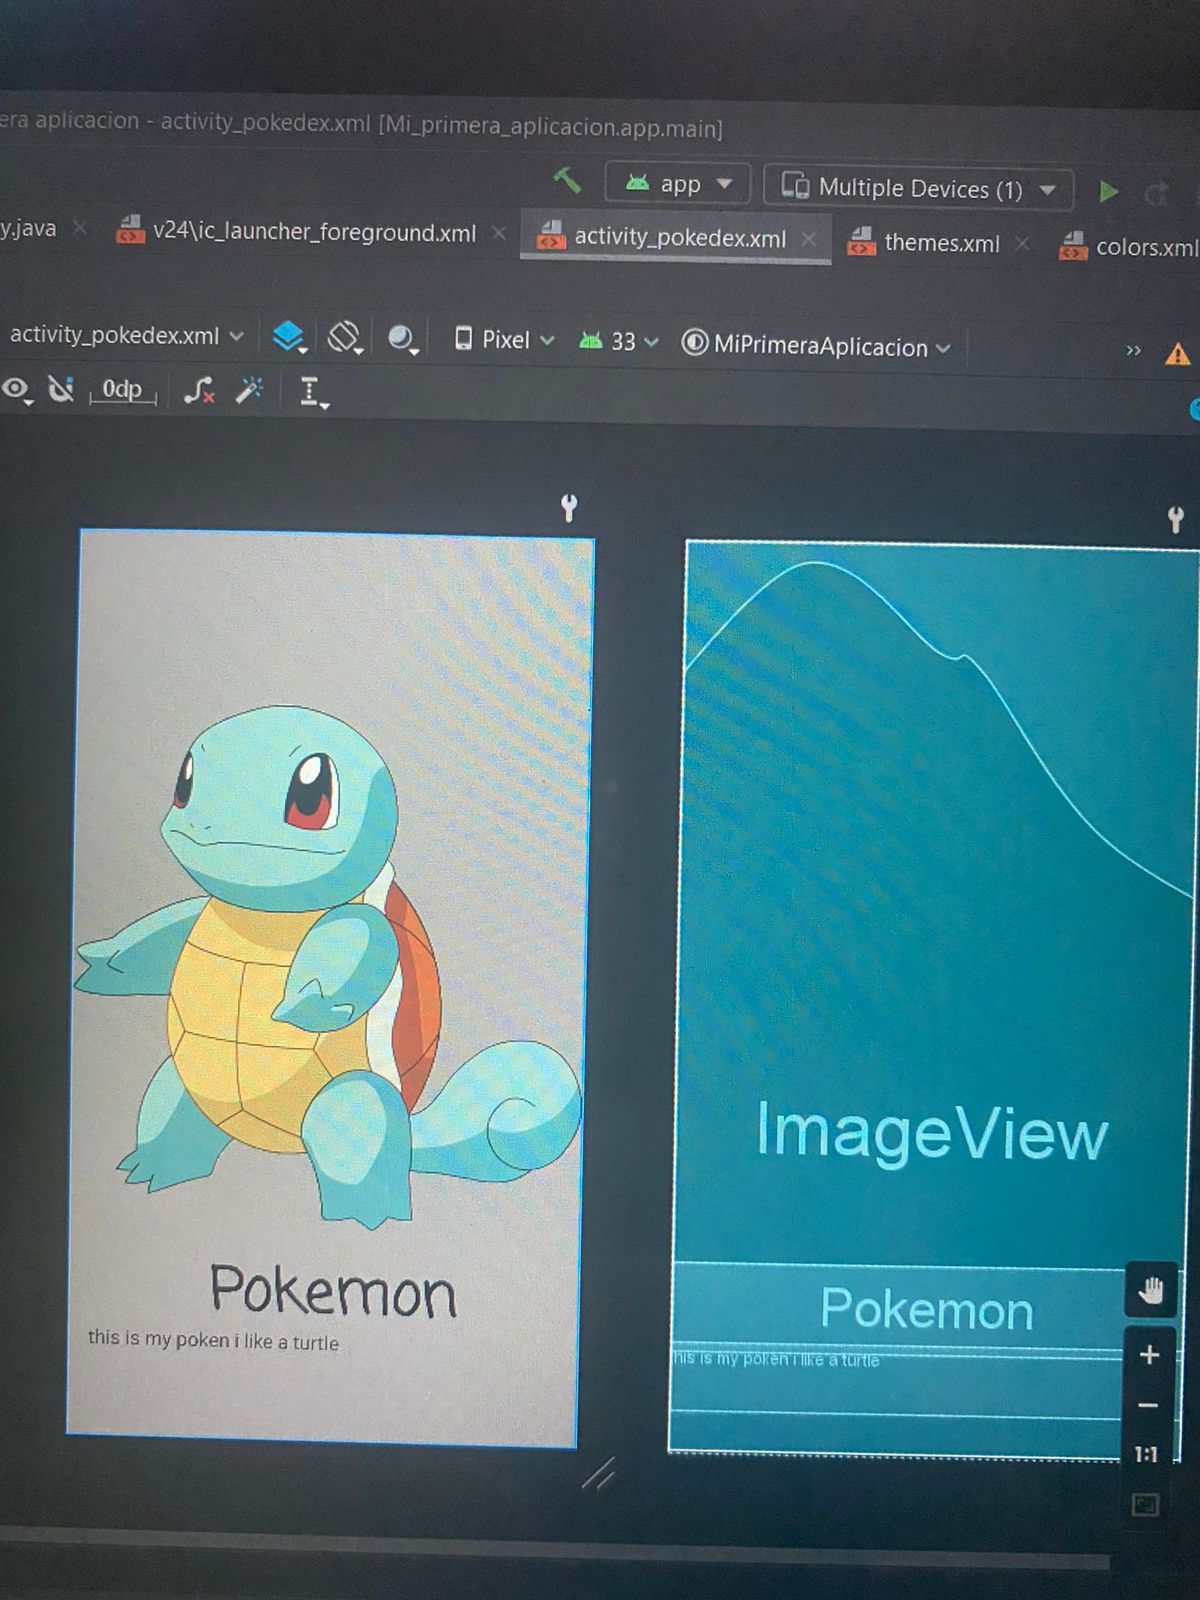 era aplicacion - activity_pokedex.xml [Mi_primera_aplicacion.app.main]
app
Multiple Devices (1)
y.java
v24\ic_launcher_foreground.xml
activity_pokedex.xml
themes.xml
colors.xml
activity_pokedex.xml
Pixel
33
MiPrimeraAplicacion
0dp
ImageView
Pokemon
this is my poken i like a turtle
Pokemon
his is my poken i like a turtle
1:1